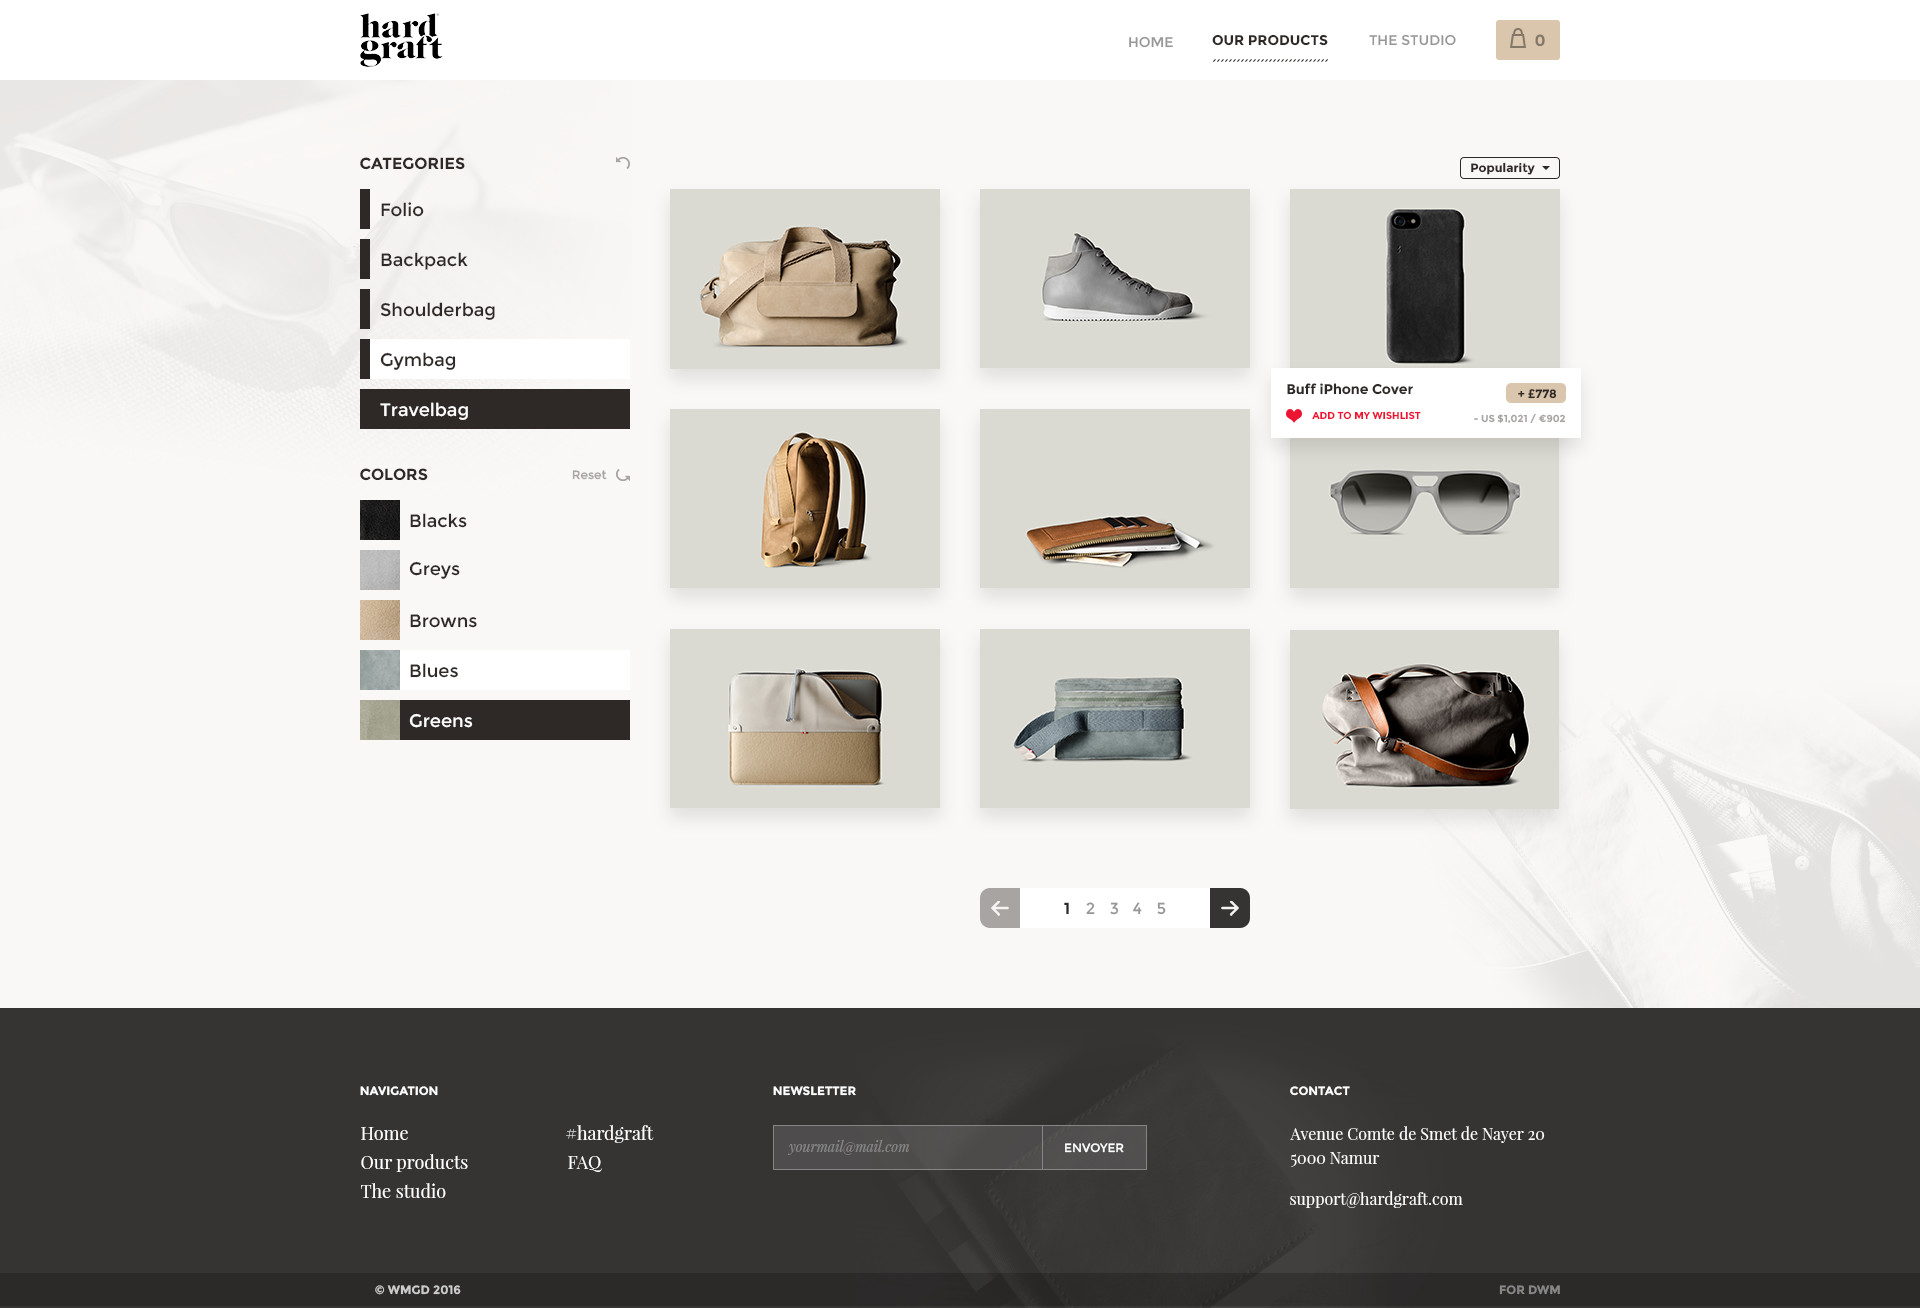 hard
graft
HOME
OUR PRODUCTS
THE STUDIO
0
CATEGORIES
Folio
Backpack
Shoulderbag
Gymbag
Travelbag
COLORS
Reset
Blacks
Greys
Browns
Blues
Greens
Popularity
Buff iPhone Cover
+ £778
ADD TO MY WISHLIST
~ US $1,021 / €902
1 2 3 4 5
NAVIGATION
Home
Our products
The studio
#hardgraft
FAQ
NEWSLETTER
yourmail@mail.com
ENVOYER
CONTACT
Avenue Comte de Smet de Nayer 20
5000 Namur
support@hardgraft.com
© WMGD 2016
FOR DWM